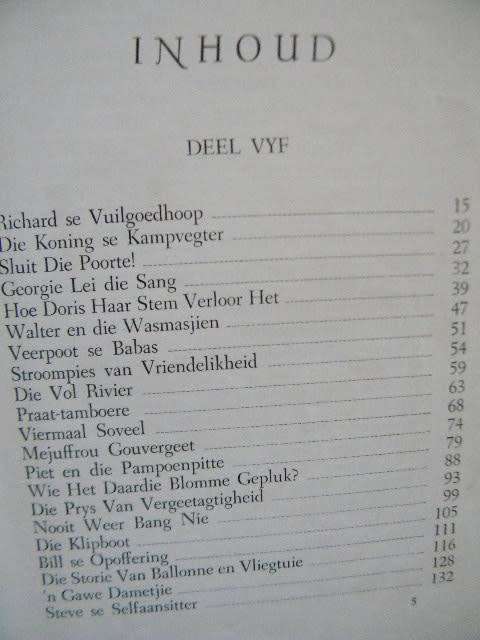 INHOUD
DEEL VYF
Richard se Vuilgoedhoop 15
Die Koning se Kampvegter 20
Sluit Die Poorte! 27
Georgie Lei die Sang 32
Hoe Doris Haar Stem Verloor Het 39
Walter en die Wasmasjien 47
Veerpoot se Babas 51
Stroompies van Vriendelikheid 54
Die Vol Rivier 59
Praat-tamboere 63
Viermaal Soveel 68
Mejuffrou Gouvergeet 74
Piet en die Pampoenpitte 79
Wie Het Daardie Blomme Gepluk? 88
Die Prys Van Vergeetagtigheid 93
Nooit Weer Bang Nie 99
Die Klipboot 105
Bill se Opoffering 111
Die Storie Van Ballonne en Vliegtuie 116
'n Gawe Dametjie 128
Steve se Selfaansitter 132
5